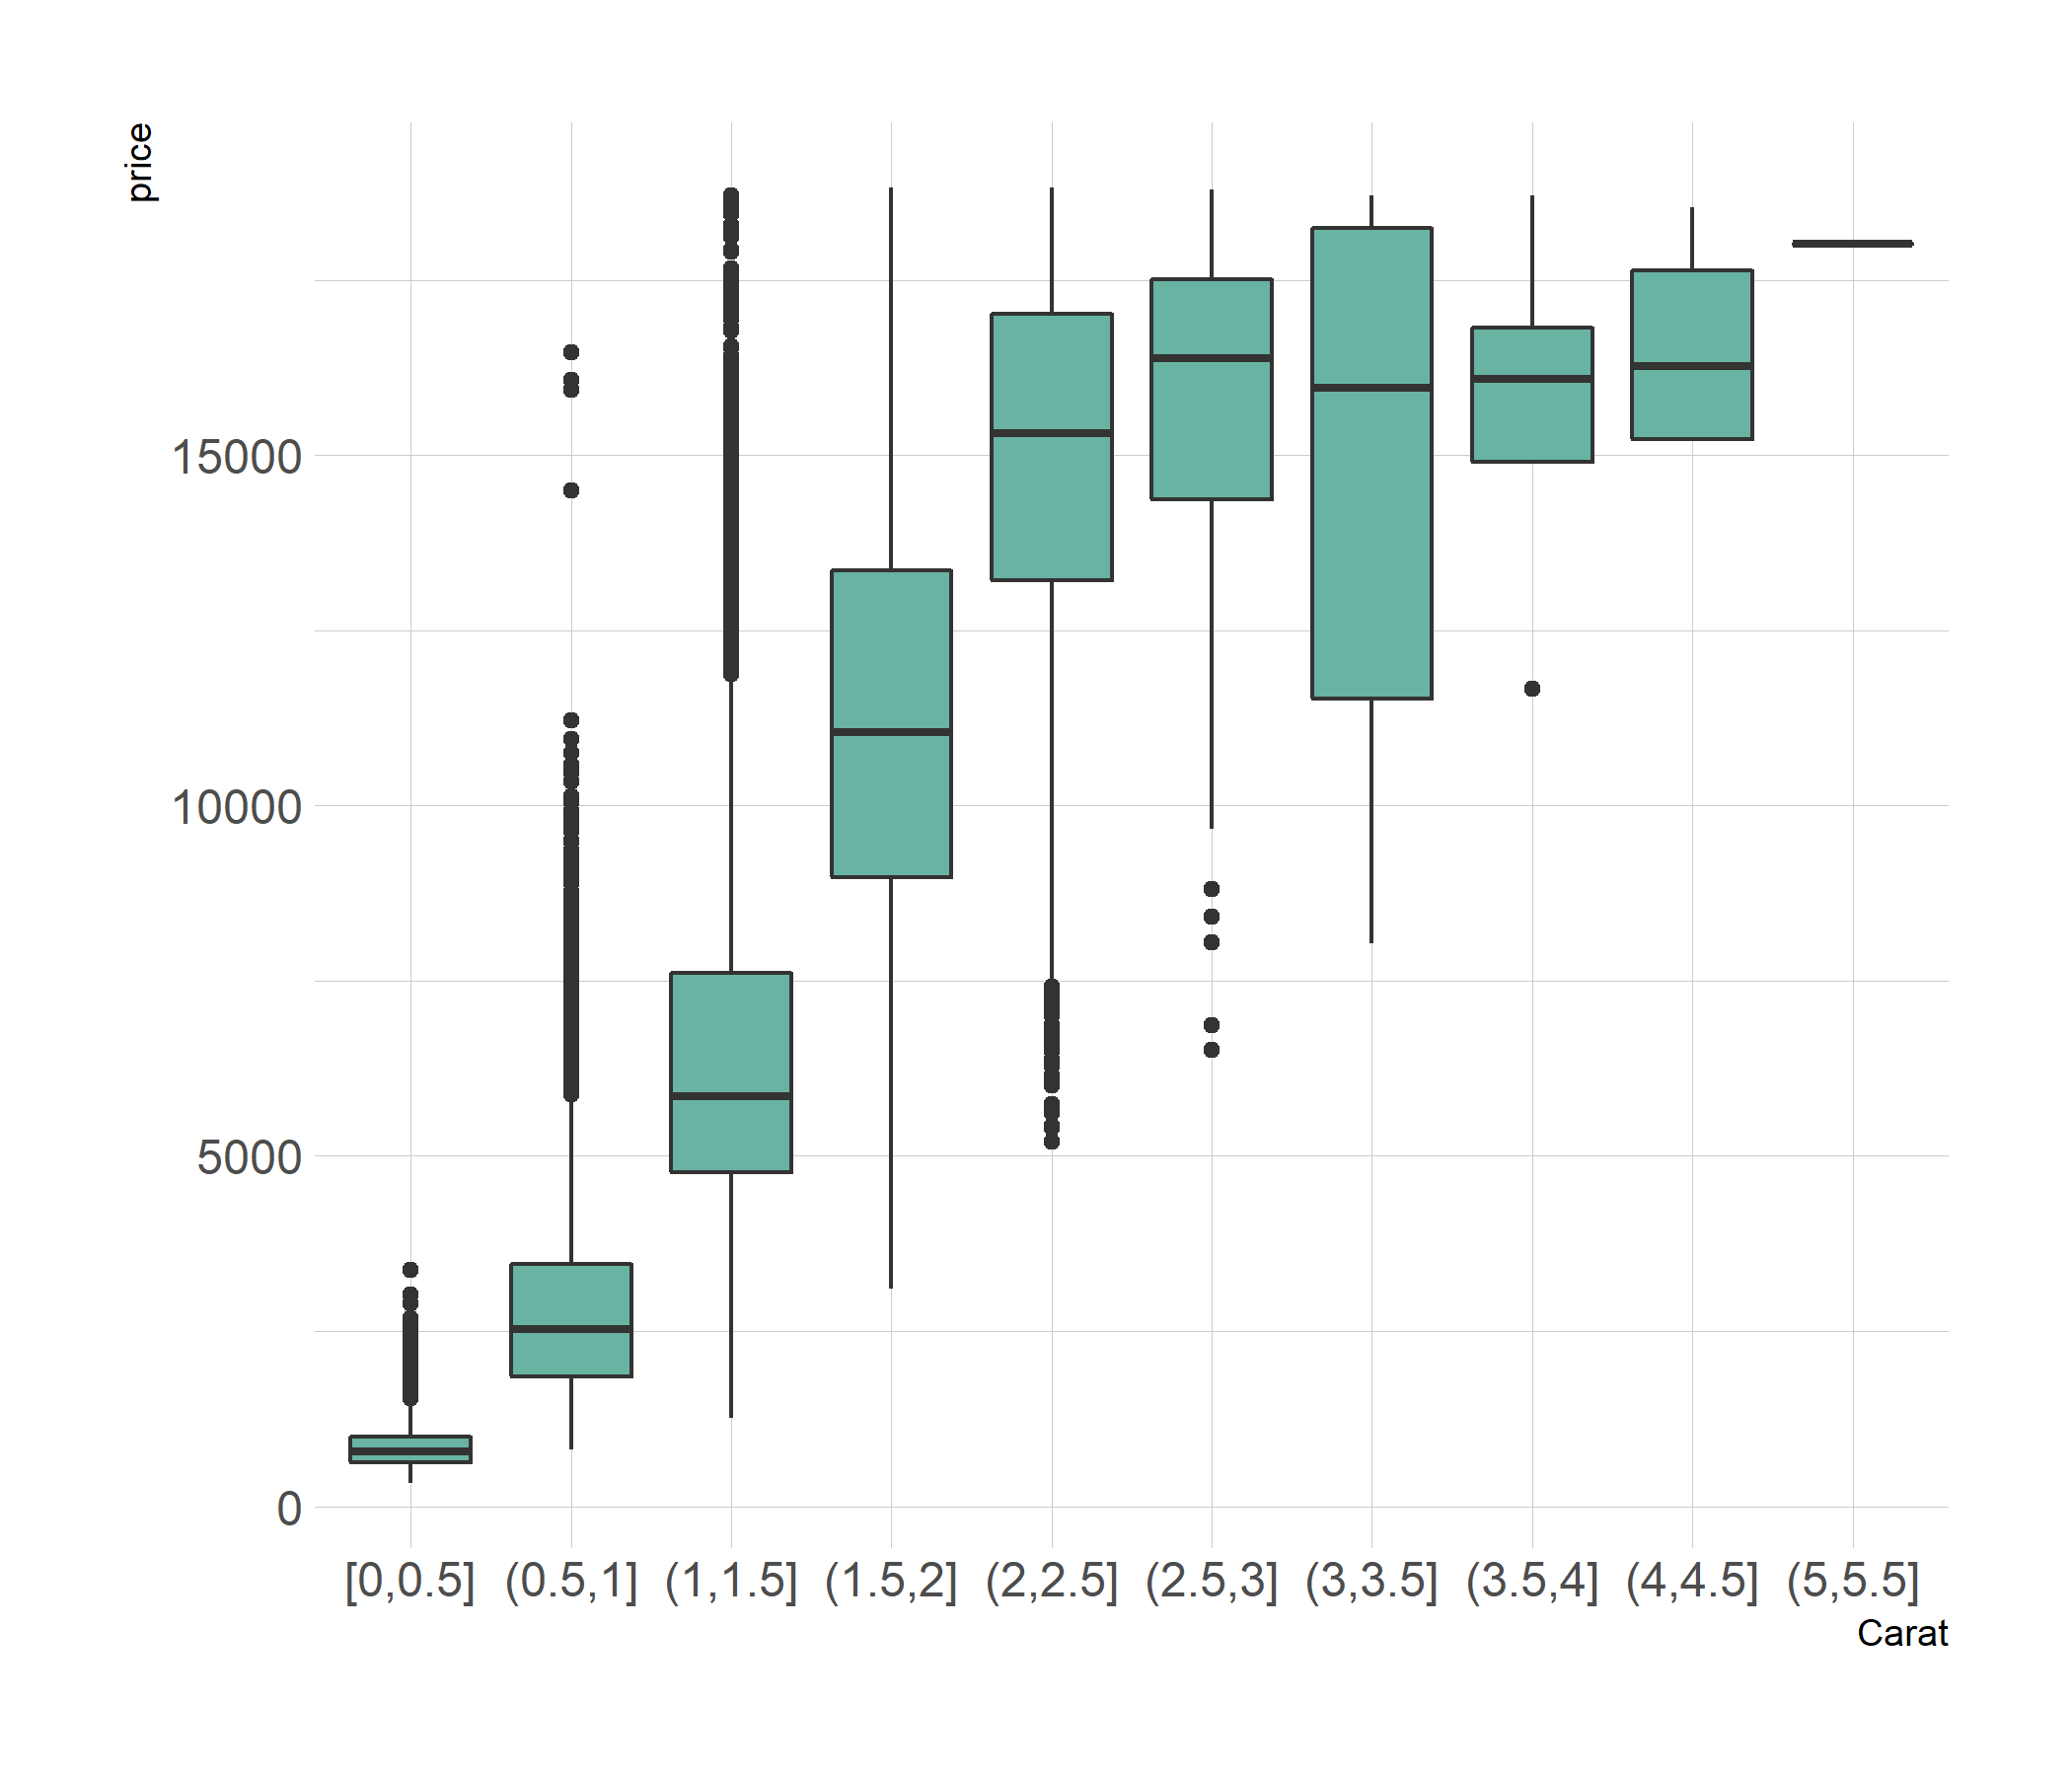 price
15000
10000
5000
0
[0,0.5] (0.5,1] (1,1.5] (1.5,2] (2,2.5] (2.5,3] (3,3.5] (3.5,4] (4,4.5] (5,5.5]
Carat